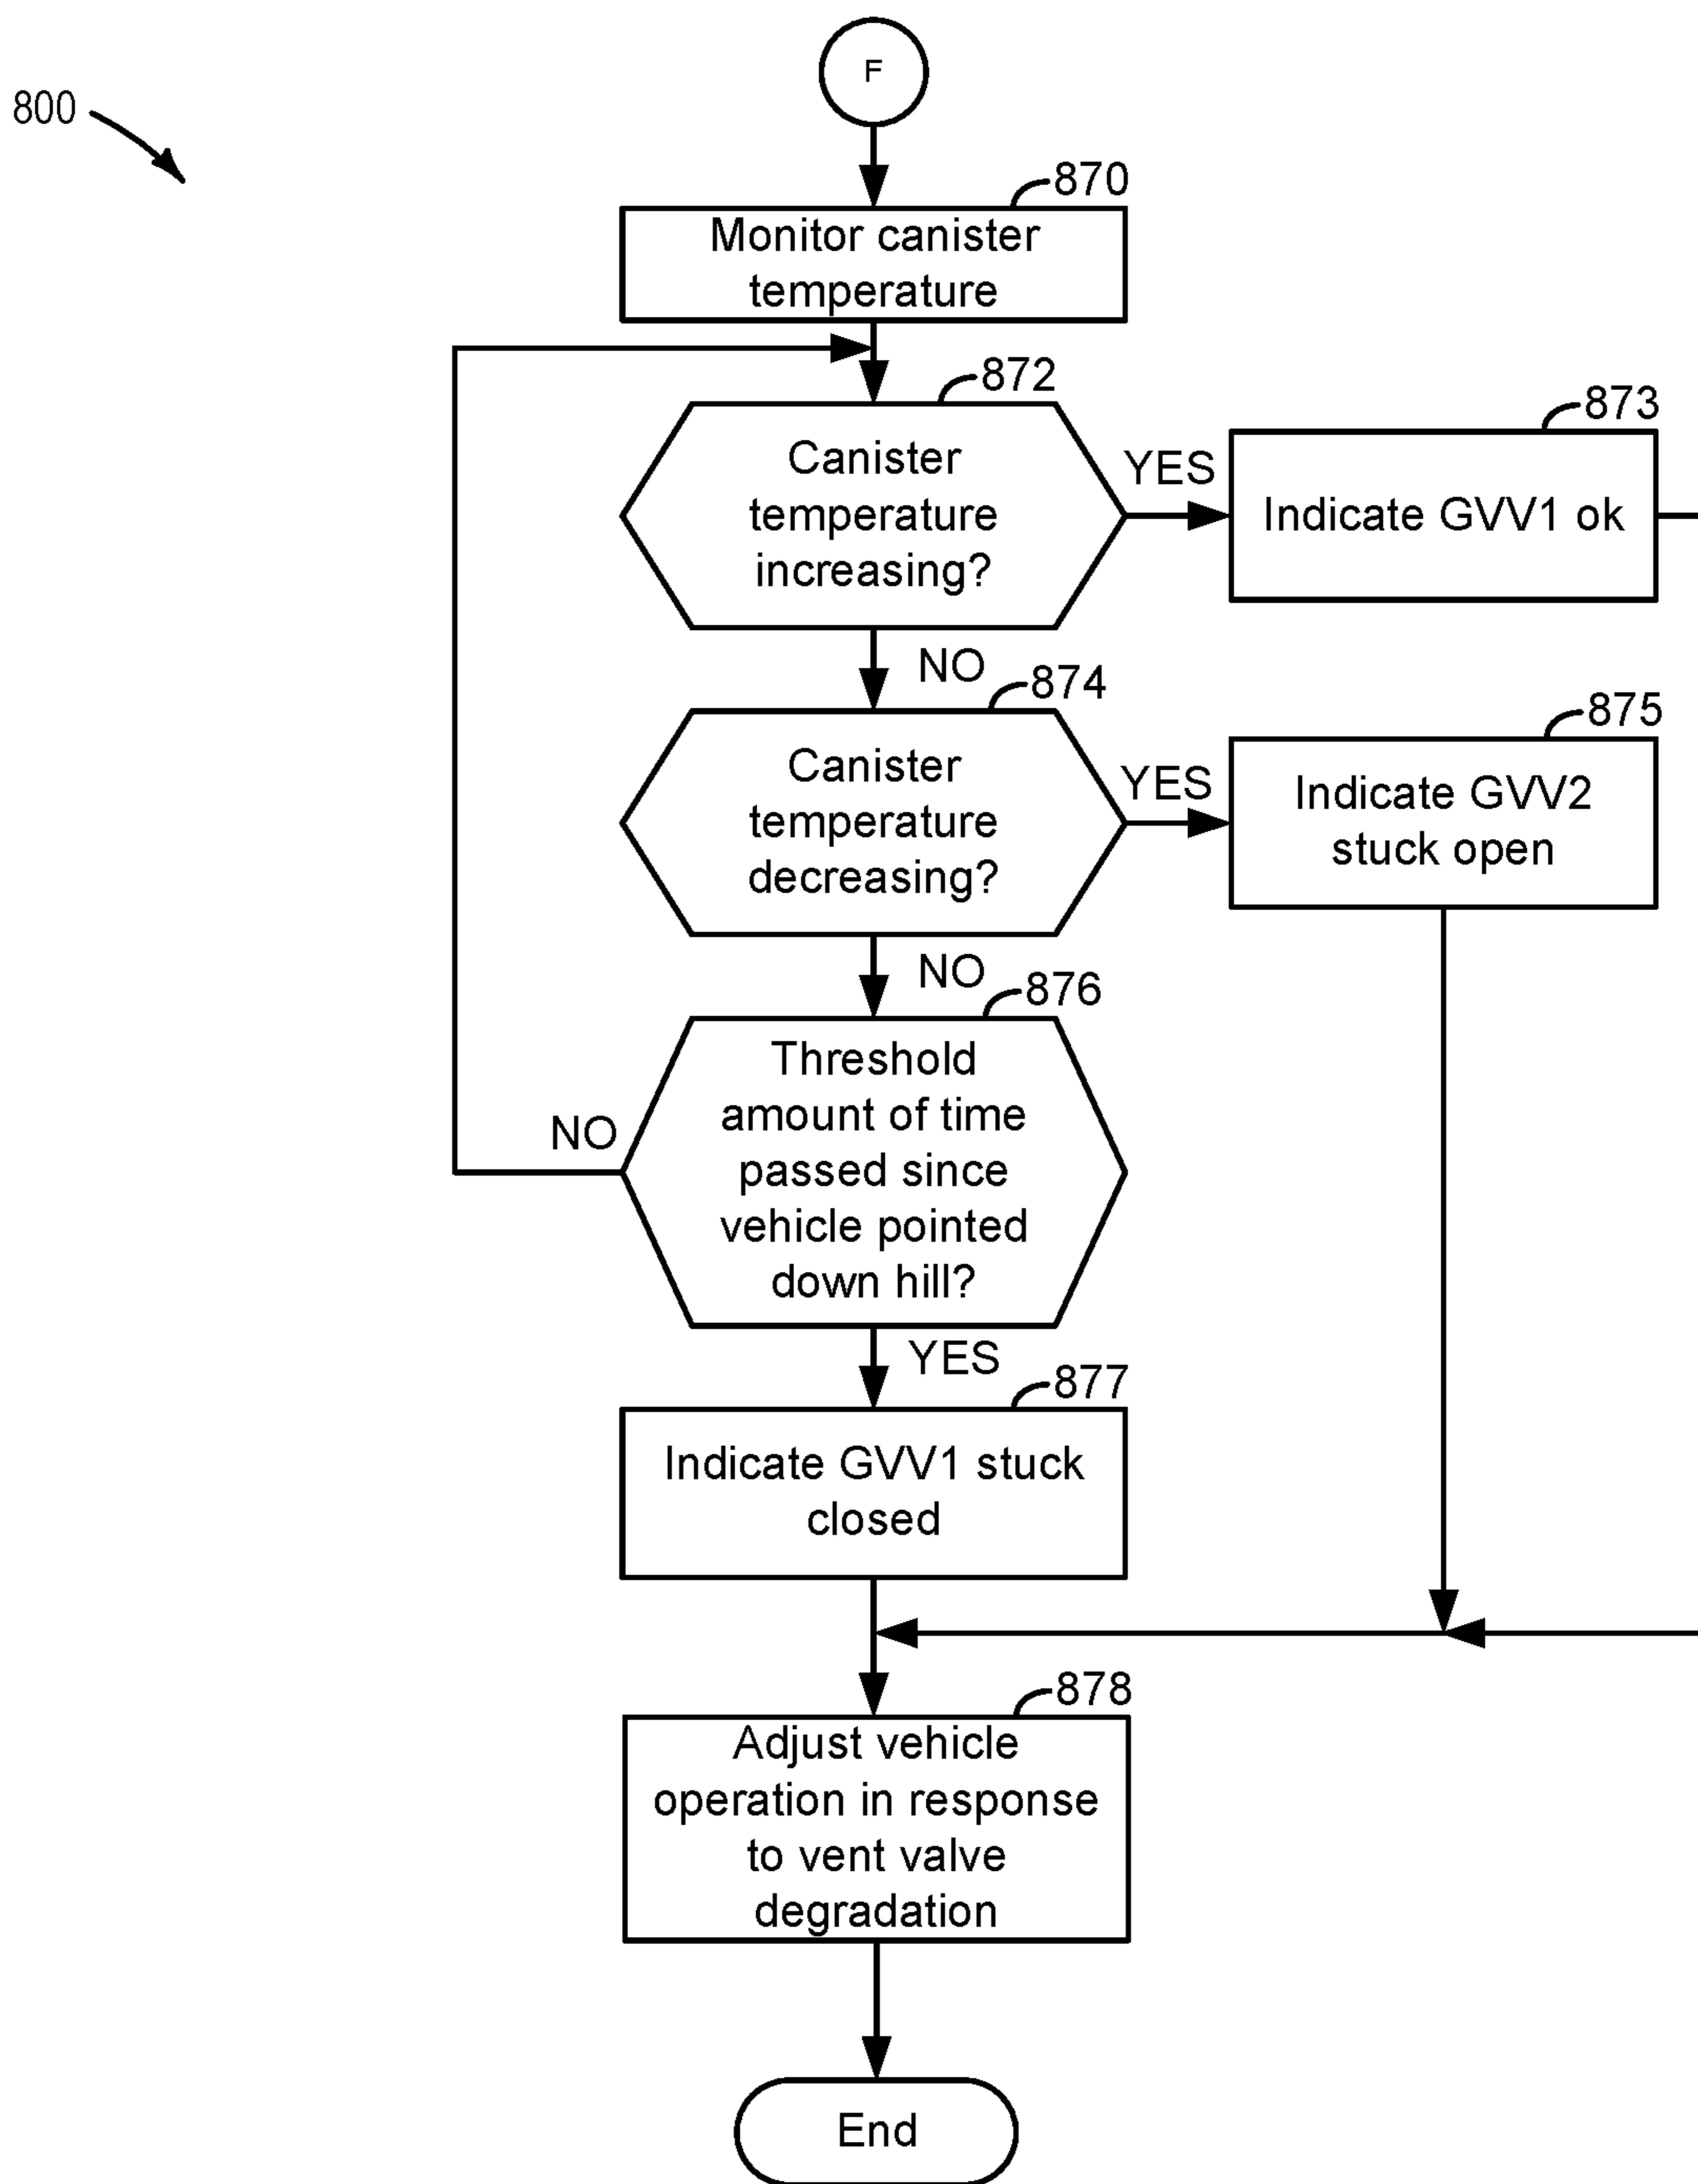 F
800
870
Monitor canister
temperature
872
Canister
temperature
increasing?
YES
873
Indicate GVV1 ok
NO
874
Canister
temperature
decreasing?
YES
875
Indicate GVV2
stuck open
NO
876
Threshold
amount of time
passed since
vehicle pointed
down hill?
NO
YES
877
Indicate GVV1 stuck
closed
878
Adjust vehicle
operation in response
to vent valve
degradation
End